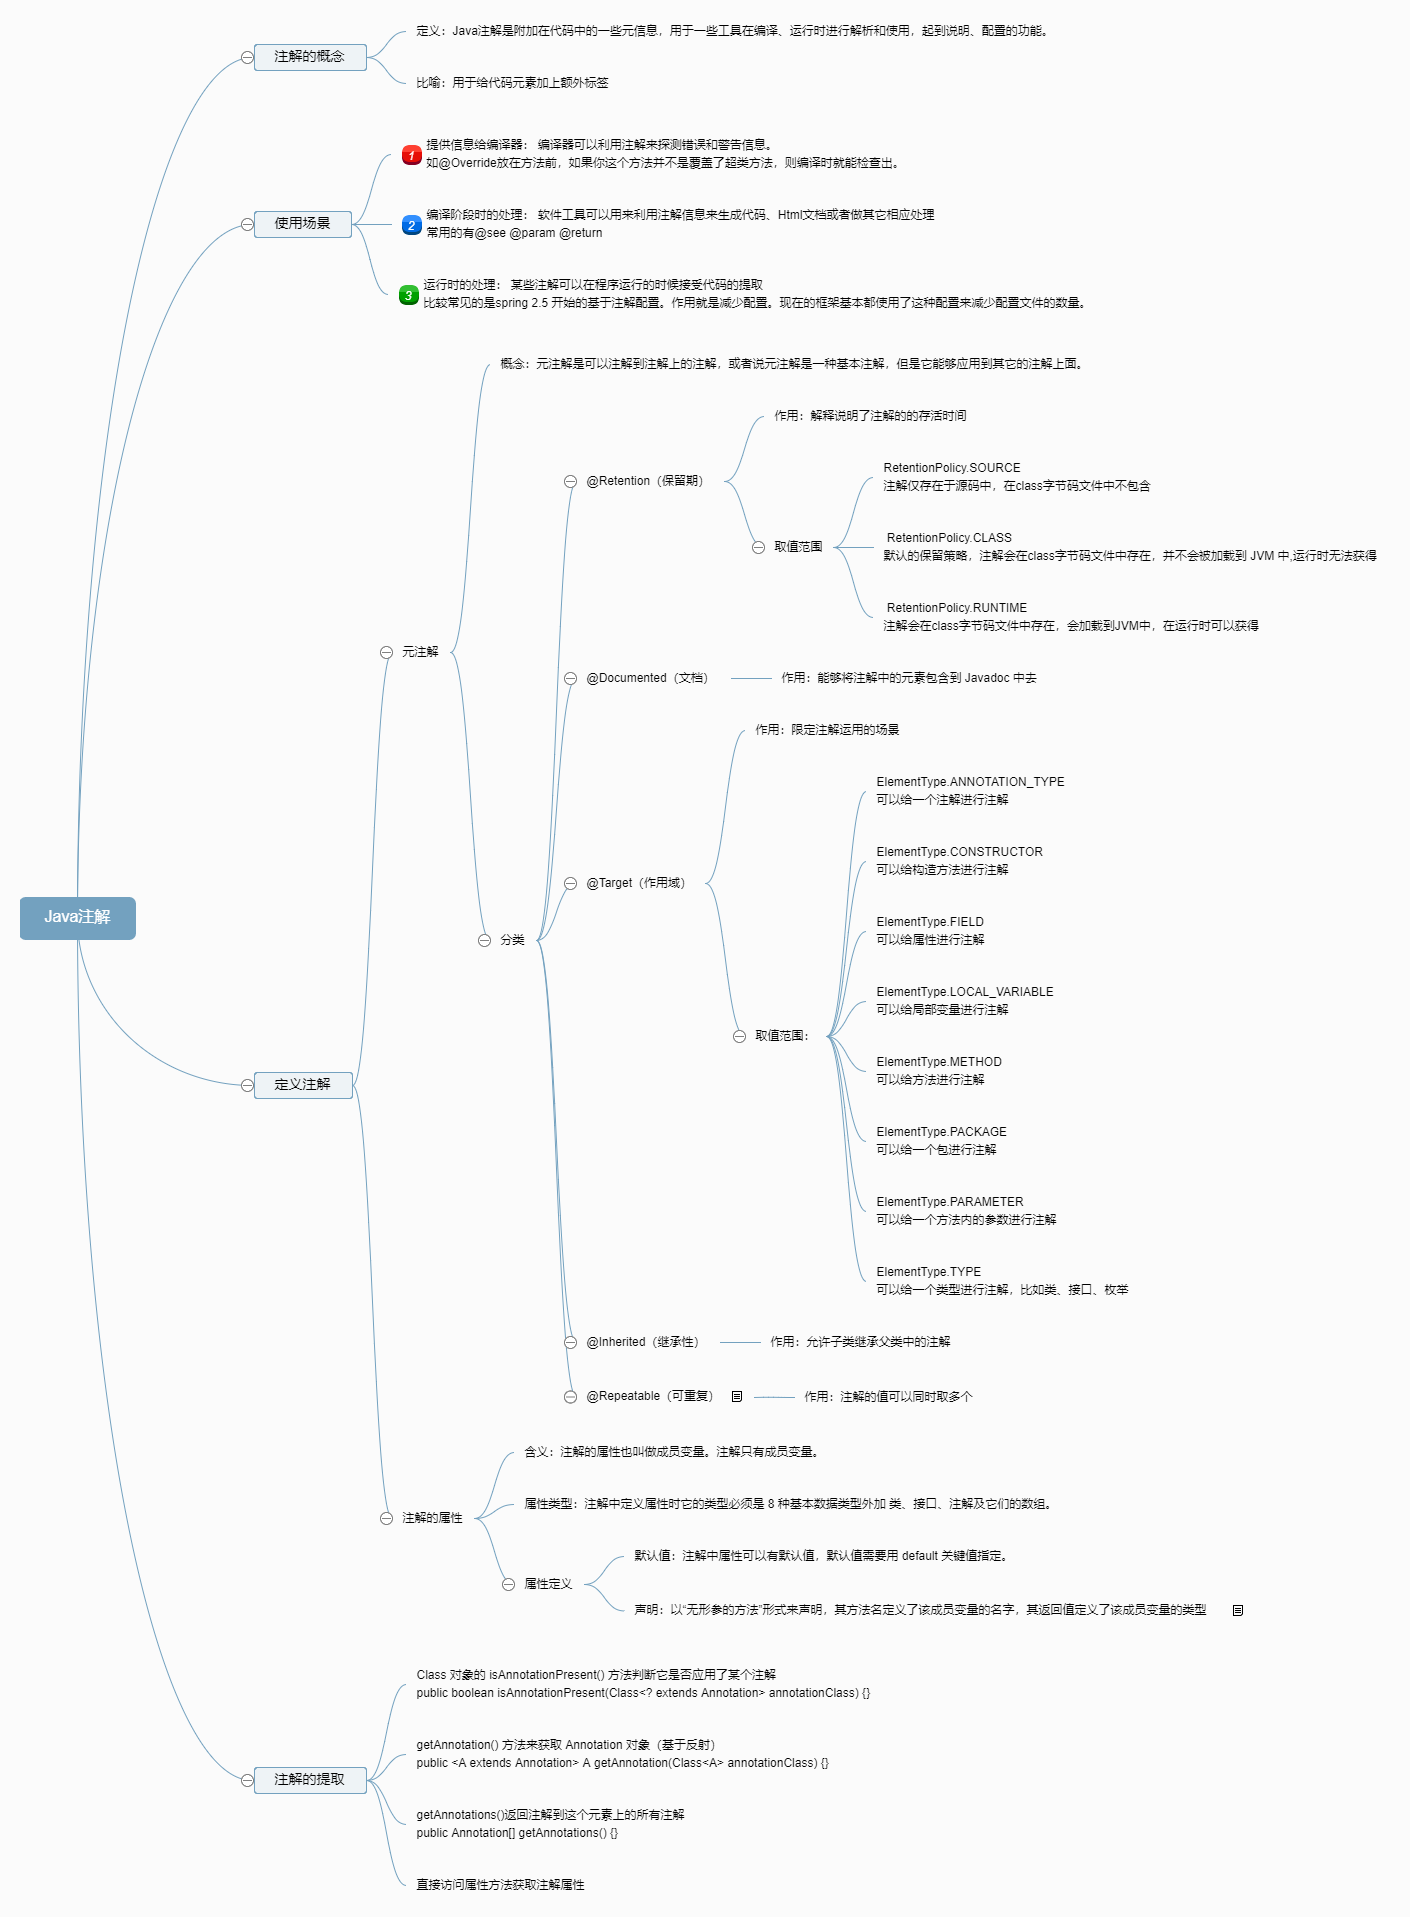 Java注解
注解的概念
定义：Java注解是附加在代码中的一些元信息，用于一些工具在编译、运行时进行解析和使用，起到说明、配置的功能。
比喻：用于给代码元素加上额外标签
使用场景
1
提供信息给编译器： 编译器可以利用注解来探测错误和警告信息。
如@Override放在方法前，如果你这个方法并不是覆盖了超类方法，则编译时就能检查出。
2
编译阶段时的处理： 软件工具可以用来利用注解信息来生成代码、Html文档或者做其它相应处理
常用的有@see @param @return
3
运行时的处理： 某些注解可以在程序运行的时候接受代码的提取
比较常见的是spring 2.5 开始的基于注解配置。作用就是减少配置。现在的框架基本都使用了这种配置来减少配置文件的数量。
定义注解
元注解
概念：元注解是可以注解到注解上的注解，或者说元注解是一种基本注解，但是它能够应用到其它的注解上面。
分类
@Retention（保留期）
作用：解释说明了注解的的存活时间
取值范围
RetentionPolicy.SOURCE
注解仅存在于源码中，在class字节码文件中不包含
RetentionPolicy.CLASS
默认的保留策略，注解会在class字节码文件中存在，并不会被加载到 JVM 中,运行时无法获得
RetentionPolicy.RUNTIME
注解会在class字节码文件中存在，会加载到JVM中，在运行时可以获得
@Documented（文档）
作用：能够将注解中的元素包含到 Javadoc 中去
@Target（作用域）
作用：限定注解运用的场景
取值范围：
ElementType.ANNOTATION_TYPE
可以给一个注解进行注解
ElementType.CONSTRUCTOR
可以给构造方法进行注解
ElementType.FIELD
可以给属性进行注解
ElementType.LOCAL_VARIABLE
可以给局部变量进行注解
ElementType.METHOD
可以给方法进行注解
ElementType.PACKAGE
可以给一个包进行注解
ElementType.PARAMETER
可以给一个方法内的参数进行注解
ElementType.TYPE
可以给一个类型进行注解，比如类、接口、枚举
@Inherited（继承性）
作用：允许子类继承父类中的注解
@Repeatable（可重复）
作用：注解的值可以同时取多个
注解的属性
含义：注解的属性也叫做成员变量。注解只有成员变量。
属性类型：注解中定义属性时它的类型必须是 8 种基本数据类型外加 类、接口、注解及它们的数组。
属性定义
默认值：注解中属性可以有默认值，默认值需要用 default 关键值指定。
声明：以“无形参的方法”形式来声明，其方法名定义了该成员变量的名字，其返回值定义了该成员变量的类型
注解的提取
Class 对象的 isAnnotationPresent() 方法判断它是否应用了某个注解
public boolean isAnnotationPresent(Class<? extends Annotation> annotationClass) {}
getAnnotation() 方法来获取 Annotation 对象（基于反射）
public <A extends Annotation> A getAnnotation(Class<A> annotationClass) {}
getAnnotations()返回注解到这个元素上的所有注解
public Annotation[] getAnnotations() {}
直接访问属性方法获取注解属性